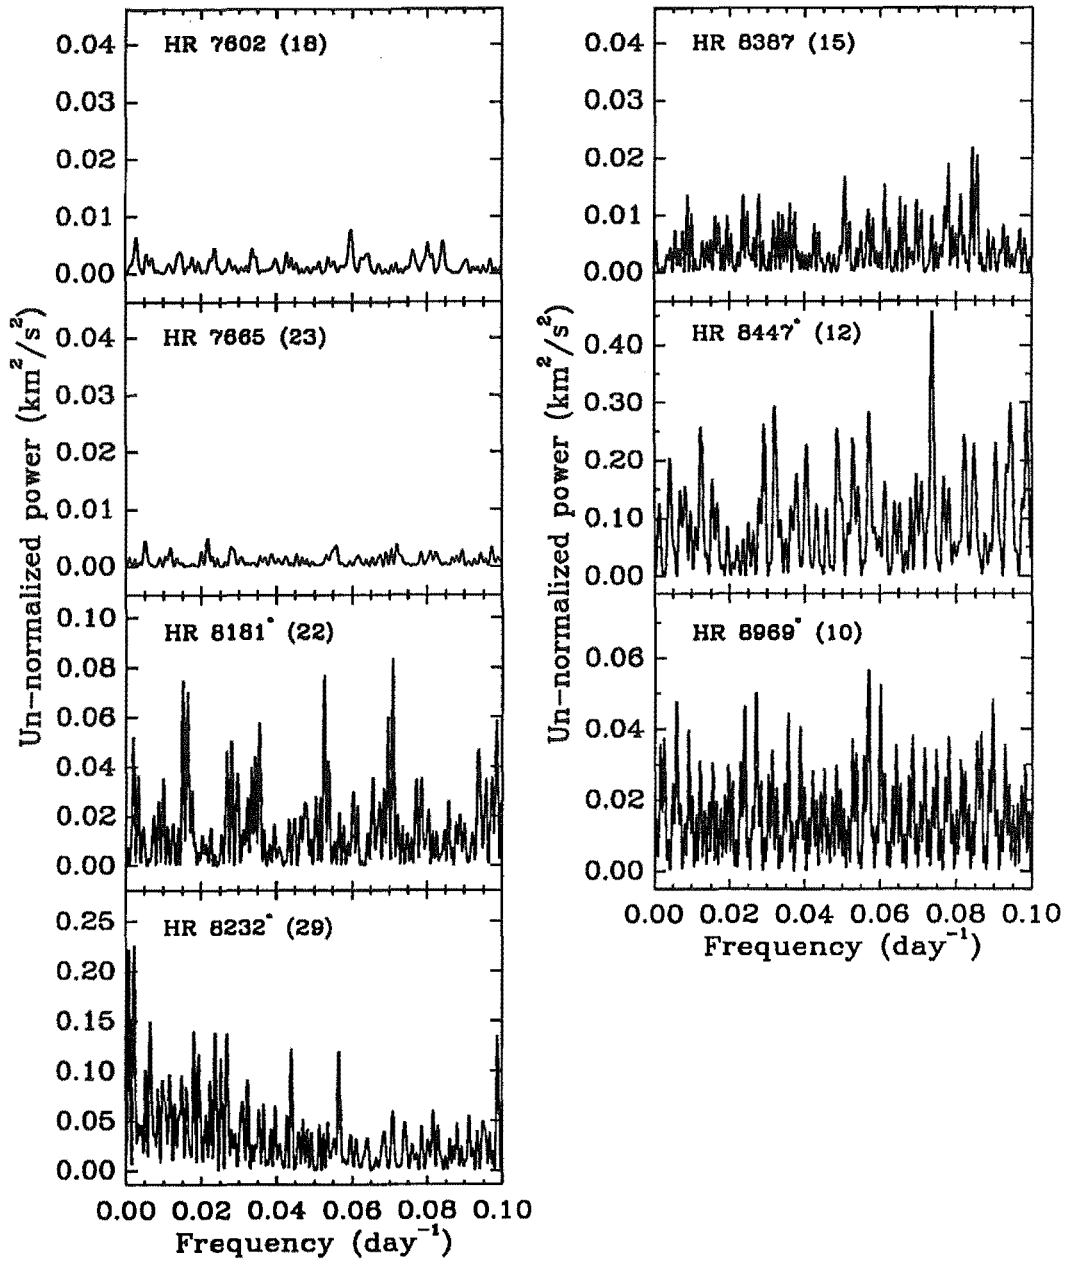 HR 7602 (18)
0.04
0.03
0.02
0.01
0.00
HR 7665 (23)
0.04
0.03
0.02
0.01
0.00
HR 8181* (22)
0.10
0.08
0.06
0.04
0.02
0.00
HR 8232* (29)
0.25
0.20
0.15
0.10
0.05
0.00
0.00 0.02 0.04 0.06 0.08 0.10
Frequency (day⁻¹)
Un-normalized power (km²/s²)
HR 8387 (15)
0.04
0.03
0.02
0.01
0.00
HR 8447* (12)
0.40
0.30
0.20
0.10
0.00
HR 8969* (10)
0.06
0.04
0.02
0.00
0.00 0.02 0.04 0.06 0.08 0.10
Frequency (day⁻¹)
Un-normalized power (km²/s²)